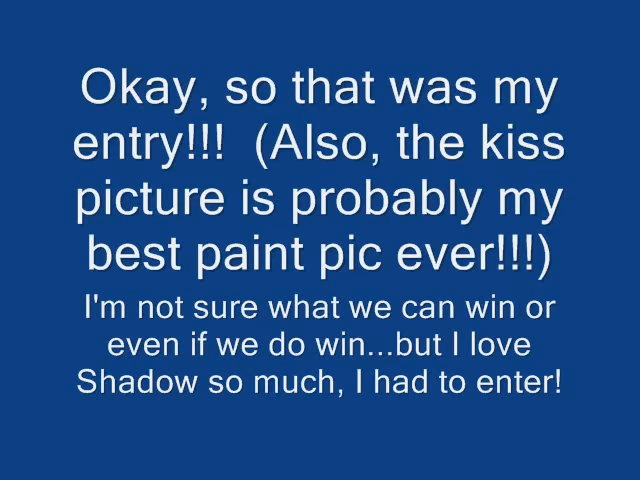 Okay, so that was my
entry!!!  (Also, the kiss
picture is probably my
best paint pic ever!!!)
I'm not sure what we can win or
even if we do win...but I love
Shadow so much, I had to enter!